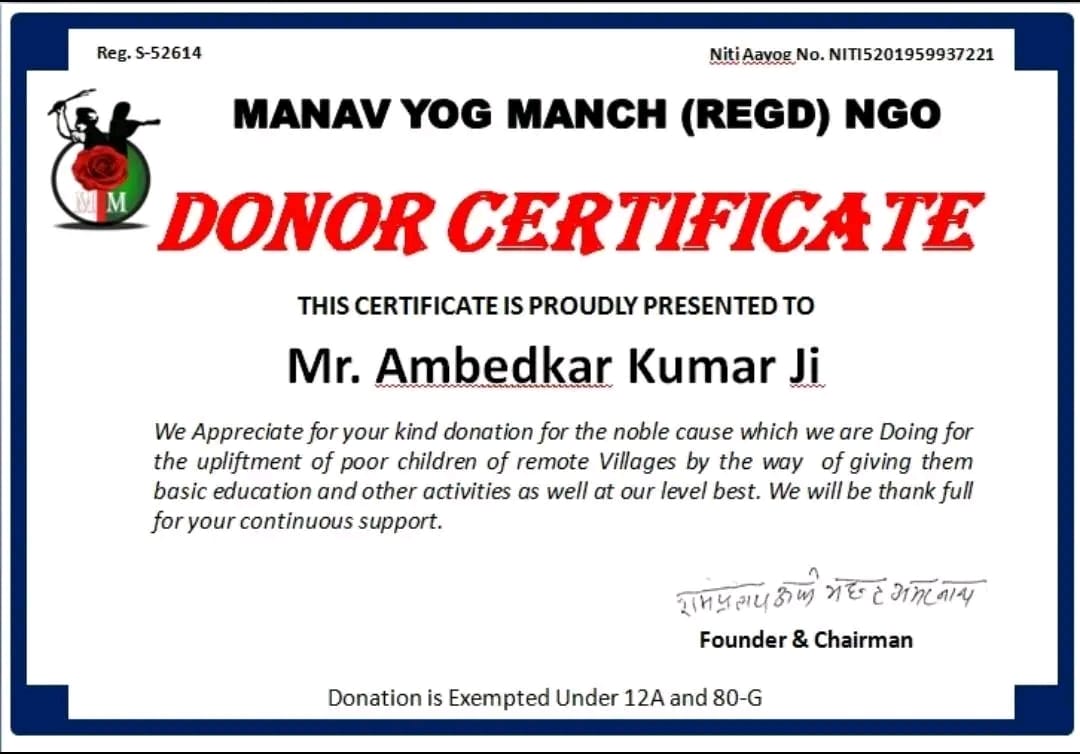 Reg. S-52614
Niti Aayog No. NITI5201959937221
MANAV YOG MANCH (REGD) NGO
M M
DONOR CERTIFICATE
THIS CERTIFICATE IS PROUDLY PRESENTED TO
Mr. Ambedkar Kumar Ji
We Appreciate for your kind donation for the noble cause which we are Doing for
the upliftment of poor children of remote Villages by the way of giving them
basic education and other activities as well at our level best. We will be thank full
for your continuous support.
Founder & Chairman
Donation is Exempted Under 12A and 80-G